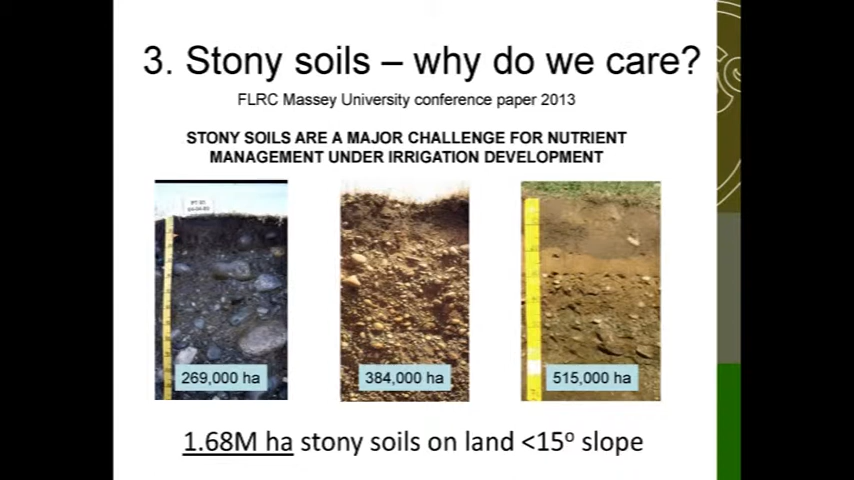 3. Stony soils – why do we care?
FLRC Massey University conference paper 2013
STONY SOILS ARE A MAJOR CHALLENGE FOR NUTRIENT
MANAGEMENT UNDER IRRIGATION DEVELOPMENT
269,000 ha
384,000 ha
515,000 ha
1.68M ha stony soils on land <15º slope